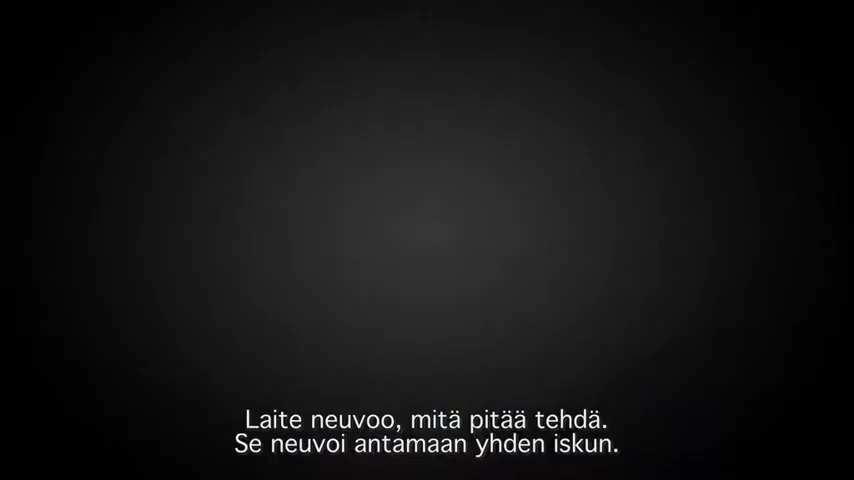 Laite neuvoo, mitä pitää tehdä.
Se neuvoi antamaan yhden iskun.